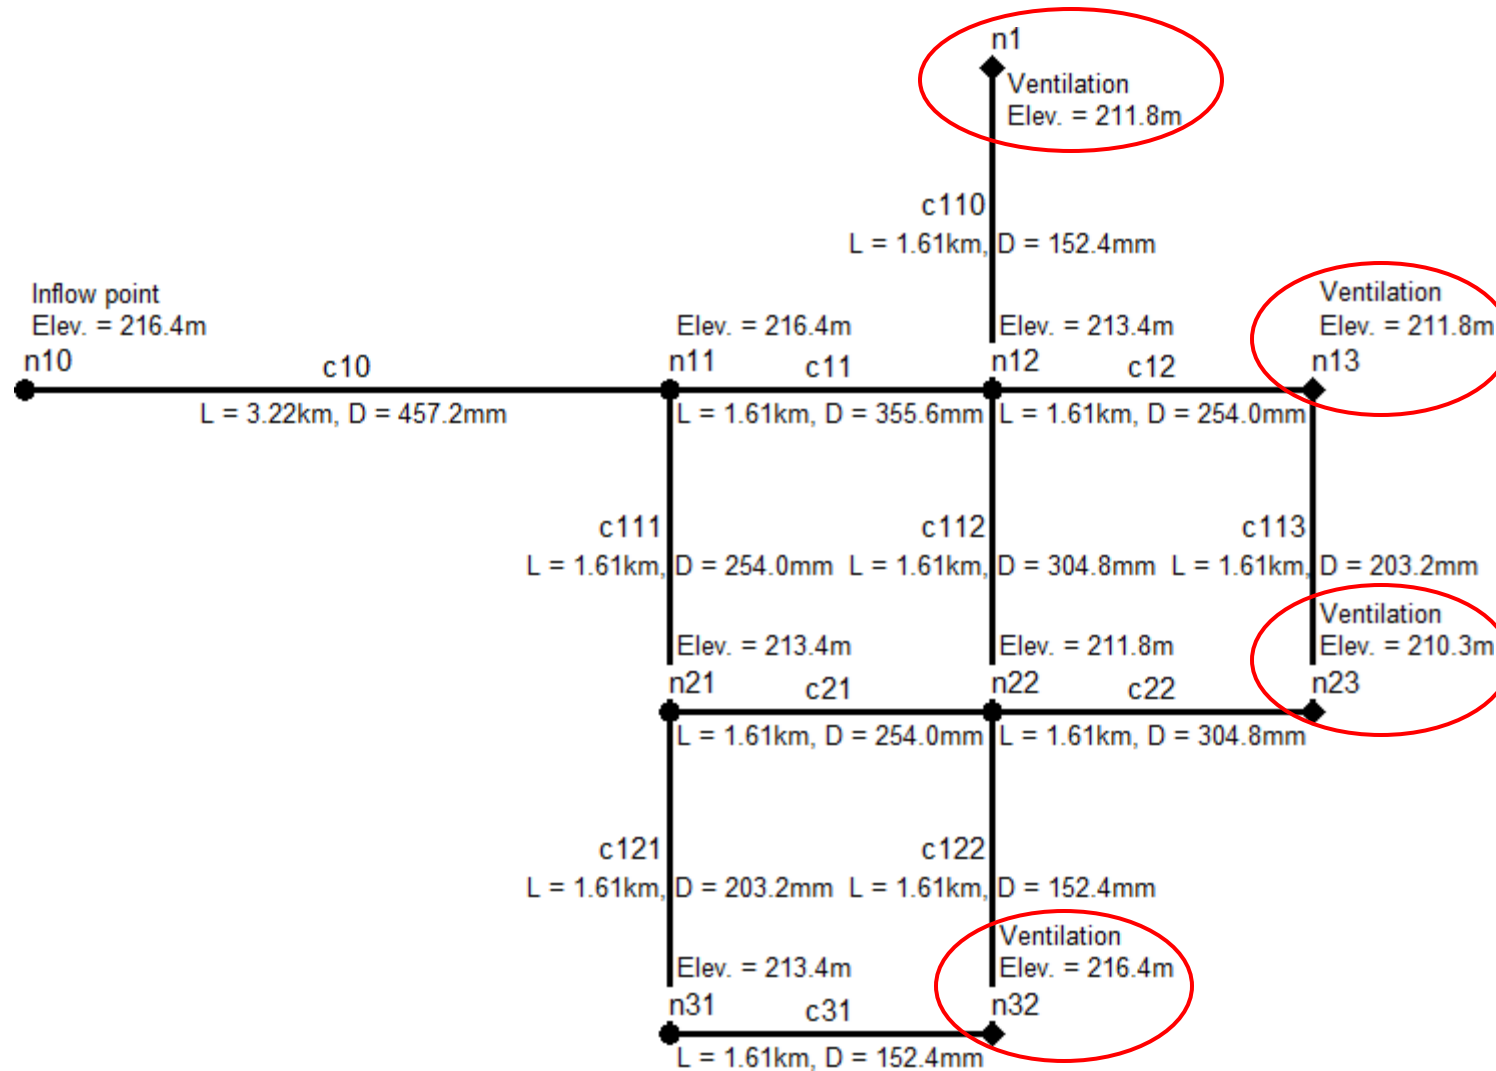 n1
Ventilation
Elev. = 211.8m
c110
L = 1.61km, D = 152.4mm
Inflow point
Elev. = 216.4m
n10
c10
L = 3.22km, D = 457.2mm
Elev. = 216.4m
n11
c11
L = 1.61km, D = 355.6mm
Elev. = 213.4m
n12
c12
L = 1.61km, D = 254.0mm
Ventilation
Elev. = 211.8m
n13
c111
L = 1.61km, D = 254.0mm
c112
L = 1.61km, D = 304.8mm
c113
L = 1.61km, D = 203.2mm
Elev. = 213.4m
n21
c21
L = 1.61km, D = 254.0mm
Elev. = 211.8m
n22
c22
L = 1.61km, D = 304.8mm
Ventilation
Elev. = 210.3m
n23
c121
L = 1.61km, D = 203.2mm
c122
L = 1.61km, D = 152.4mm
Elev. = 213.4m
n31
c31
L = 1.61km, D = 152.4mm
Ventilation
Elev. = 216.4m
n32